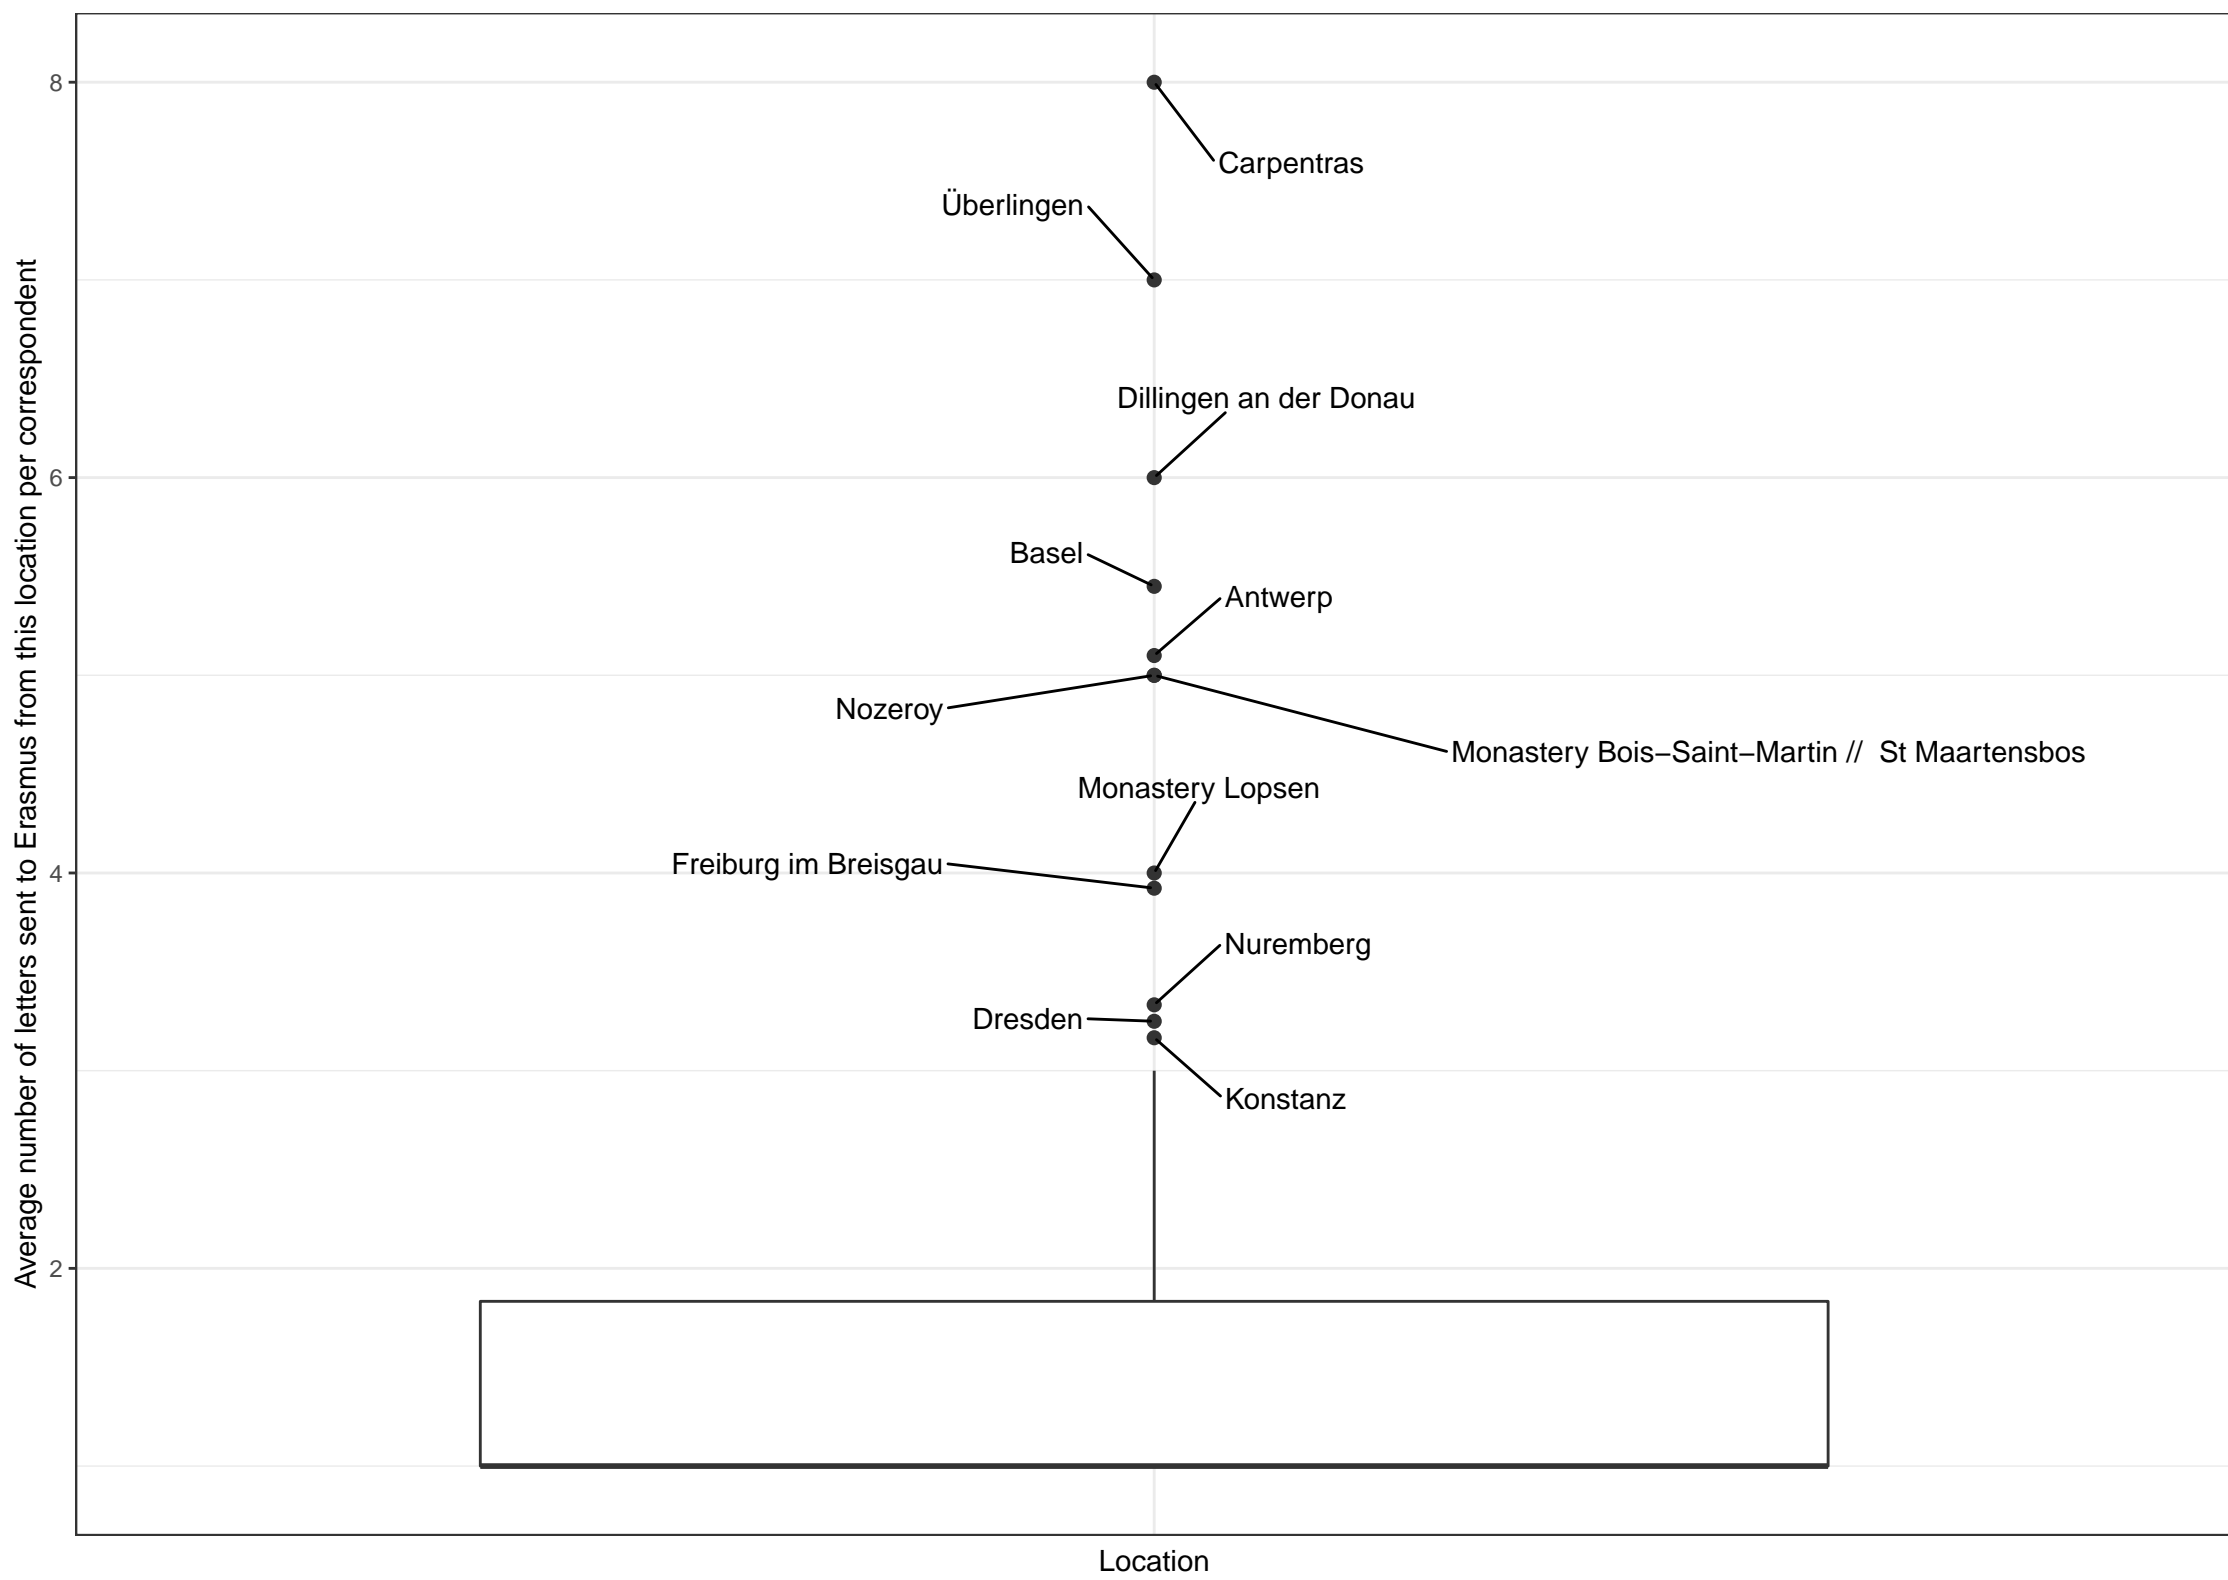 Average number of letters sent to Erasmus from this location per correspondent
8
Carpentras
Überlingen
Dillingen an der Donau
6
Basel
Antwerp
Nozeroy
Monastery Bois−Saint−Martin //  St Maartensbos
Monastery Lopsen
Freiburg im Breisgau
4
Nuremberg
Dresden
Konstanz
2
Location